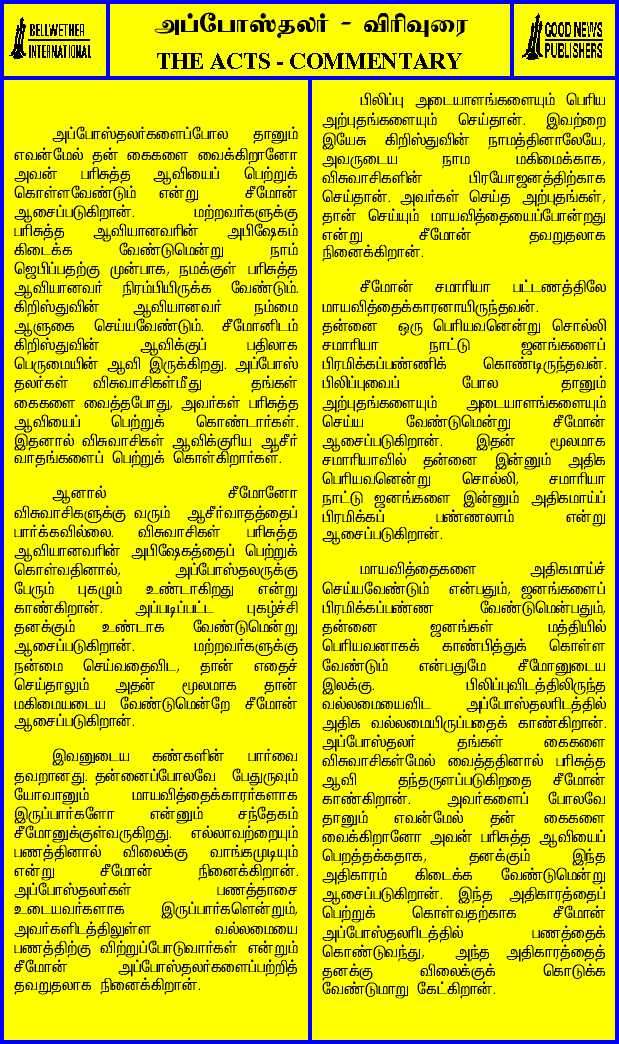 BELLWETHER
INTERNATIONAL
அப்போஸ்தலர் - விரிவுரை
THE ACTS - COMMENTARY
GOOD NEWS
PUBLISHERS
அப்போஸ்தலர்களைப்போல தானும்
எவன்மேல் தன் கைகளை வைக்கிறானோ
அவன் பரிசுத்த ஆவியைப் பெற்றுக்
கொள்ளவேண்டும் என்று சீமோன்
ஆசைப்படுகிறான். மற்றவர்களுக்கு
பரிசுத்த ஆவியானவரின் அபிஷேகம்
கிடைக்க வேண்டுமென்று நாம்
ஜெபிப்பதற்கு முன்பாக, நமக்குள் பரிசுத்த
ஆவியானவர் நிரம்பியிருக்க வேண்டும்.
கிறிஸ்துவின் ஆவியானவர் நம்மை
ஆளுகை செய்யவேண்டும். சீமோனிடம்
கிறிஸ்துவின் ஆவிக்குப் பதிலாக
பெருமையின் ஆவி இருக்கிறது. அப்போஸ்
தலர்கள் விசுவாசிகள்மீது தங்கள்
கைகளை வைத்தபோது, அவர்கள் பரிசுத்த
ஆவியைப் பெற்றுக் கொண்டார்கள்.
இதனால் விசுவாசிகள் ஆவிக்குரிய ஆசீர்
வாதங்களைப் பெற்றுக் கொள்கிறார்கள்.
ஆனால் சீமோனோ
விசுவாசிகளுக்கு வரும் ஆசீர்வாதத்தைப்
பார்க்கவில்லை. விசுவாசிகள் பரிசுத்த
ஆவியானவரின் அபிஷேகத்தைப் பெற்றுக்
கொள்வதினால், அப்போஸ்தலருக்கு
பேரும் புகழும் உண்டாகிறது என்று
காண்கிறான். அப்படிப்பட்ட புகழ்ச்சி
தனக்கும் உண்டாக வேண்டுமென்று
ஆசைப்படுகிறான். மற்றவர்களுக்கு
நன்மை செய்வதைவிட, தான் எதைச்
செய்தாலும் அதன் மூலமாக தான்
மகிமையடைய வேண்டுமென்றே சீமோன்
ஆசைப்படுகிறான்.
இவனுடைய கண்களின் பார்வை
தவறானது. தன்னைப்போலவே பேதுருவும்
யோவானும் மாயவித்தைக்காரர்களாக
இருப்பார்களோ என்னும் சந்தேகம்
சீமோனுக்குள்வருகிறது. எல்லாவற்றையும்
பணத்தினால் விலைக்கு வாங்கமுடியும்
என்று சீமோன் நினைக்கிறான்.
அப்போஸ்தலர்கள் பணத்தாசை
உடையவர்களாக இருப்பார்களென்றும்,
அவர்களிடத்திலுள்ள வல்லமையை
பணத்திற்கு விற்றுப்போடுவார்கள் என்றும்
சீமோன் அப்போஸ்தலர்களைப்பற்றித்
தவறுதலாக நினைக்கிறான்.
பிலிப்பு அடையாளங்களையும் பெரிய
அற்புதங்களையும் செய்தான். இவற்றை
இயேசு கிறிஸ்துவின் நாமத்தினாலேயே,
அவருடைய நாம மகிமைக்காக,
விசுவாசிகளின் பிரயோஜனத்திற்காக
செய்தான். அவர்கள் செய்த அற்புதங்கள்,
தான் செய்யும் மாயவித்தையைப்போன்றது
என்று சீமோன் தவறுதலாக
நினைக்கிறான்.
சீமோன் சமாரியா பட்டணத்திலே
மாயவித்தைக்காரனாயிருந்தவன்.
தன்னை ஒரு பெரியவனென்று சொல்லி
சமாரியா நாட்டு ஜனங்களைப்
பிரமிக்கப்பண்ணிக் கொண்டிருந்தவன்.
பிலிப்புவைப் போல தானும்
அற்புதங்களையும் அடையாளங்களையும்
செய்ய வேண்டுமென்று சீமோன்
ஆசைப்படுகிறான். இதன் மூலமாக
சமாரியாவில் தன்னை இன்னும் அதிக
பெரியவனென்று சொல்லி, சமாரியா
நாட்டு ஜனங்களை இன்னும் அதிகமாய்ப்
பிரமிக்கப் பண்ணலாம் என்று
ஆசைப்படுகிறான்.
மாயவித்தைகளை அதிகமாய்ச்
செய்யவேண்டும் என்பதும், ஜனங்களைப்
பிரமிக்கப்பண்ண வேண்டுமென்பதும்,
தன்னை ஜனங்கள் மத்தியில்
பெரியவனாகக் காண்பித்துக் கொள்ள
வேண்டும் என்பதுமே சீமோனுடைய
இலக்கு. பிலிப்புவிடத்திலிருந்த
வல்லமையைவிட அப்போஸ்தலரிடத்தில்
அதிக வல்லமையிருப்பதைக் காண்கிறான்.
அப்போஸ்தலர் தங்கள் கைகளை
விசுவாசிகள்மேல் வைத்ததினால் பரிசுத்த
ஆவி தந்தருளப்படுகிறதை சீமோன்
காண்கிறான். அவர்களைப் போலவே
தானும் எவன்மேல் தன் கைகளை
வைக்கிறானோ அவன் பரிசுத்த ஆவியைப்
பெறத்தக்கதாக, தனக்கும் இந்த
அதிகாரம் கிடைக்க வேண்டுமென்று
ஆசைப்படுகிறான். இந்த அதிகாரத்தைப்
பெற்றுக் கொள்வதற்காக சீமோன்
அப்போஸ்தலரிடத்தில் பணத்தைக்
கொண்டுவந்து, அந்த அதிகாரத்தைத்
தனக்கு விலைக்குக் கொடுக்க
வேண்டுமாறு கேட்கிறான்.